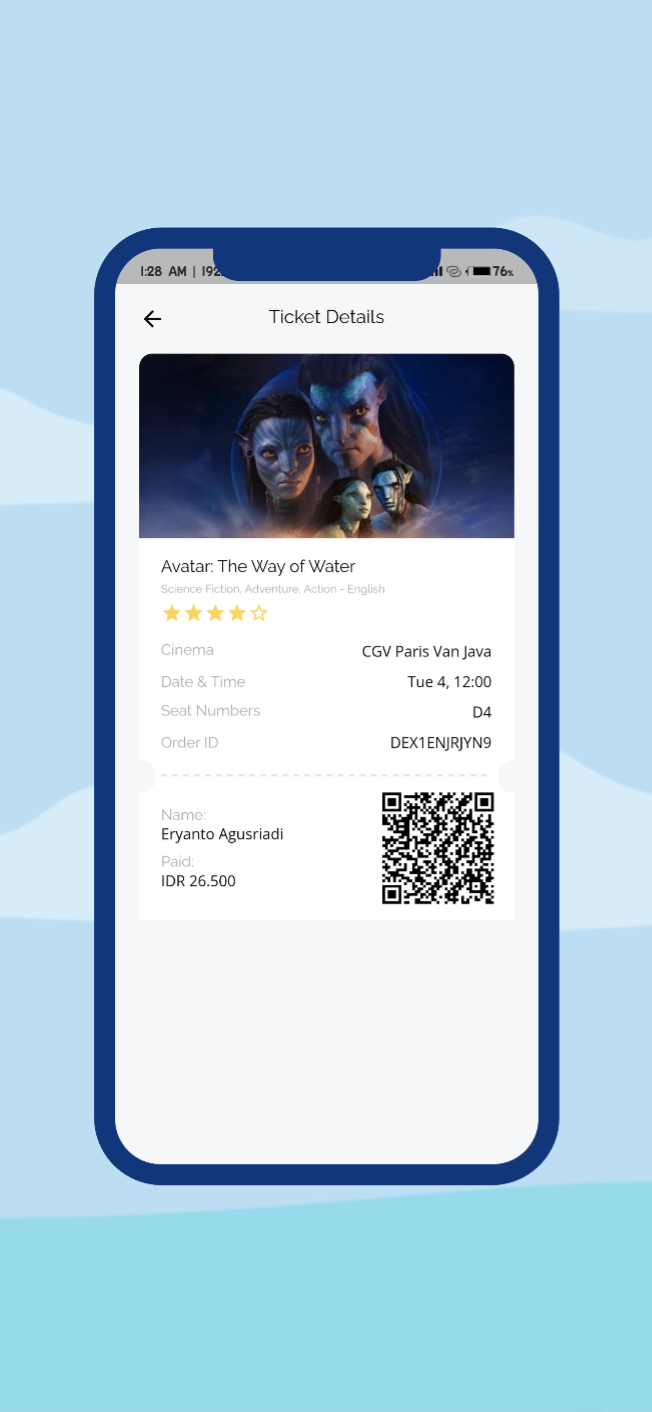 1:28 AM | 192
76%
Ticket Details
Avatar: The Way of Water
Science Fiction, Adventure, Action - English
Cinema CGV Paris Van Java
Date & Time Tue 4, 12:00
Seat Numbers D4
Order ID DEX1ENJRJYN9
Name:
Eryanto Agusriadi
Paid:
IDR 26.500